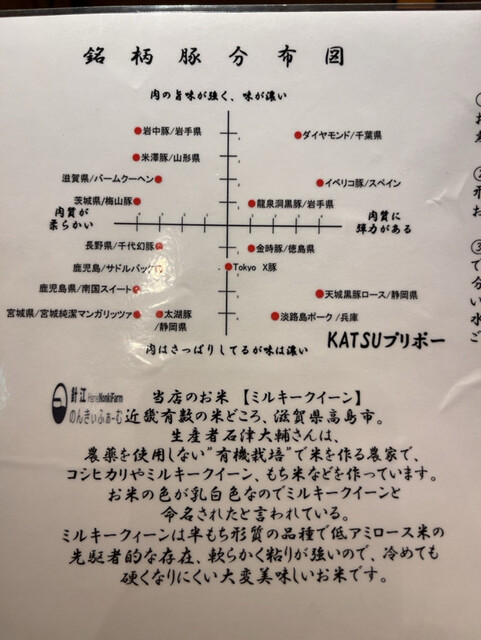 銘柄豚分布図
肉の旨味が強く、味が濃い
岩中豚/岩手県
ダイヤモンド/千葉県
米澤豚/山形県
滋賀県/バームクーヘン
イベリコ豚/スペイン
茨城県/梅山豚
龍泉洞黒豚/岩手県
肉質が
柔らかい
肉質に
弾力がある
長野県/千代幻豚
金時豚/徳島県
鹿児島/サドルバック
Tokyo X豚
鹿児島県/南国スイート
天城黒豚ロース/静岡県
宮城県/宮城純潔マンガリッツァ
太湖豚/
静岡県
淡路島ポーク/兵庫
肉はさっぱりしてるが味は濃い
KATSUプリポー
針江 HarieNonkiFarm
のんきぃふぁーむ
当店のお米 【ミルキークイーン】
近畿有数の米どころ、滋賀県高島市。
生産者石津大輔さんは、
農薬を使用しない"有機栽培"で米を作る農家で、
コシヒカリやミルキークイーン、もち米などを作っています。
お米の色が乳白色なのでミルキークイーンと
命名されたと言われている。
ミルキークィーンは半もち形質の品種で低アミロース米の
先駆者的な存在、軟らかく粘りが強いので、冷めても
硬くなりにくい大変美味しいお米です。